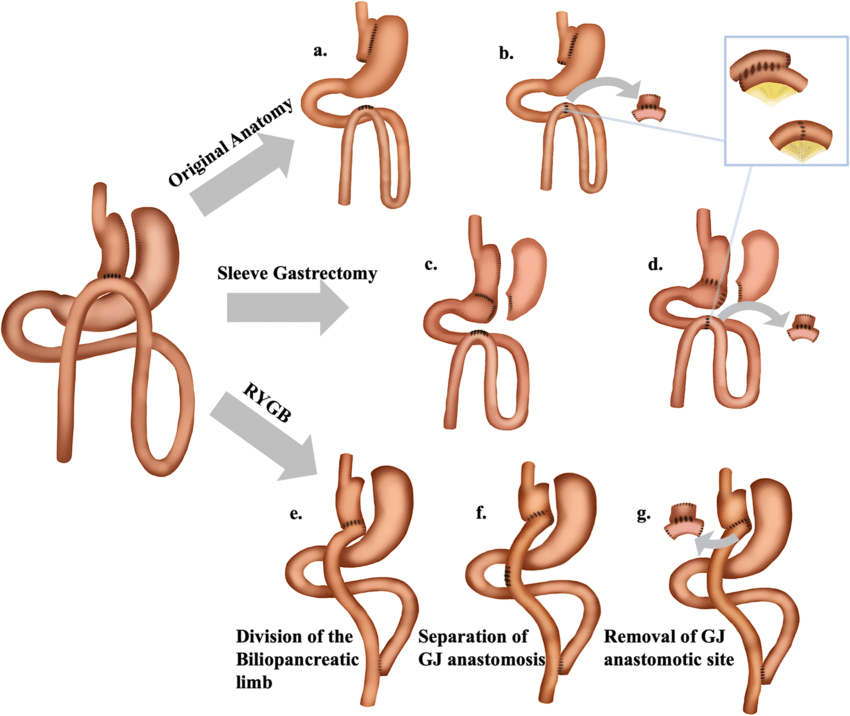 a.
b.
Original Anatomy
Sleeve Gastrectomy
c.
d.
RYGB
e.
f.
g.
Division of the
Biliopancreatic
limb
Separation of
GJ anastomosis
Removal of GJ
anastomotic site